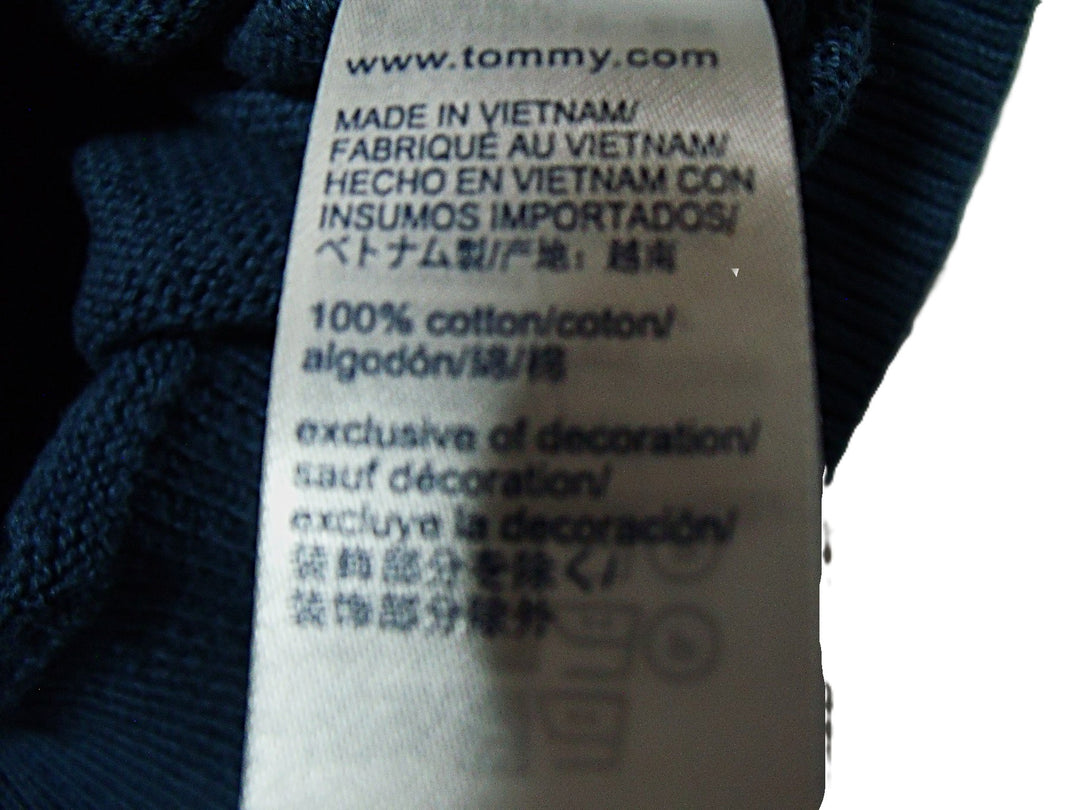 www.tommy.com
MADE IN VIETNAM/
FABRIQUÉ AU VIETNAM/
HECHO EN VIETNAM CON
INSUMOS IMPORTADOS/
ベトナム製/产地：越南
100% cotton/coton/
algodón/綿/棉
exclusive of decoration/
sauf décoration/
excluye la decoración/
装飾部分を除く/
装饰部分除外